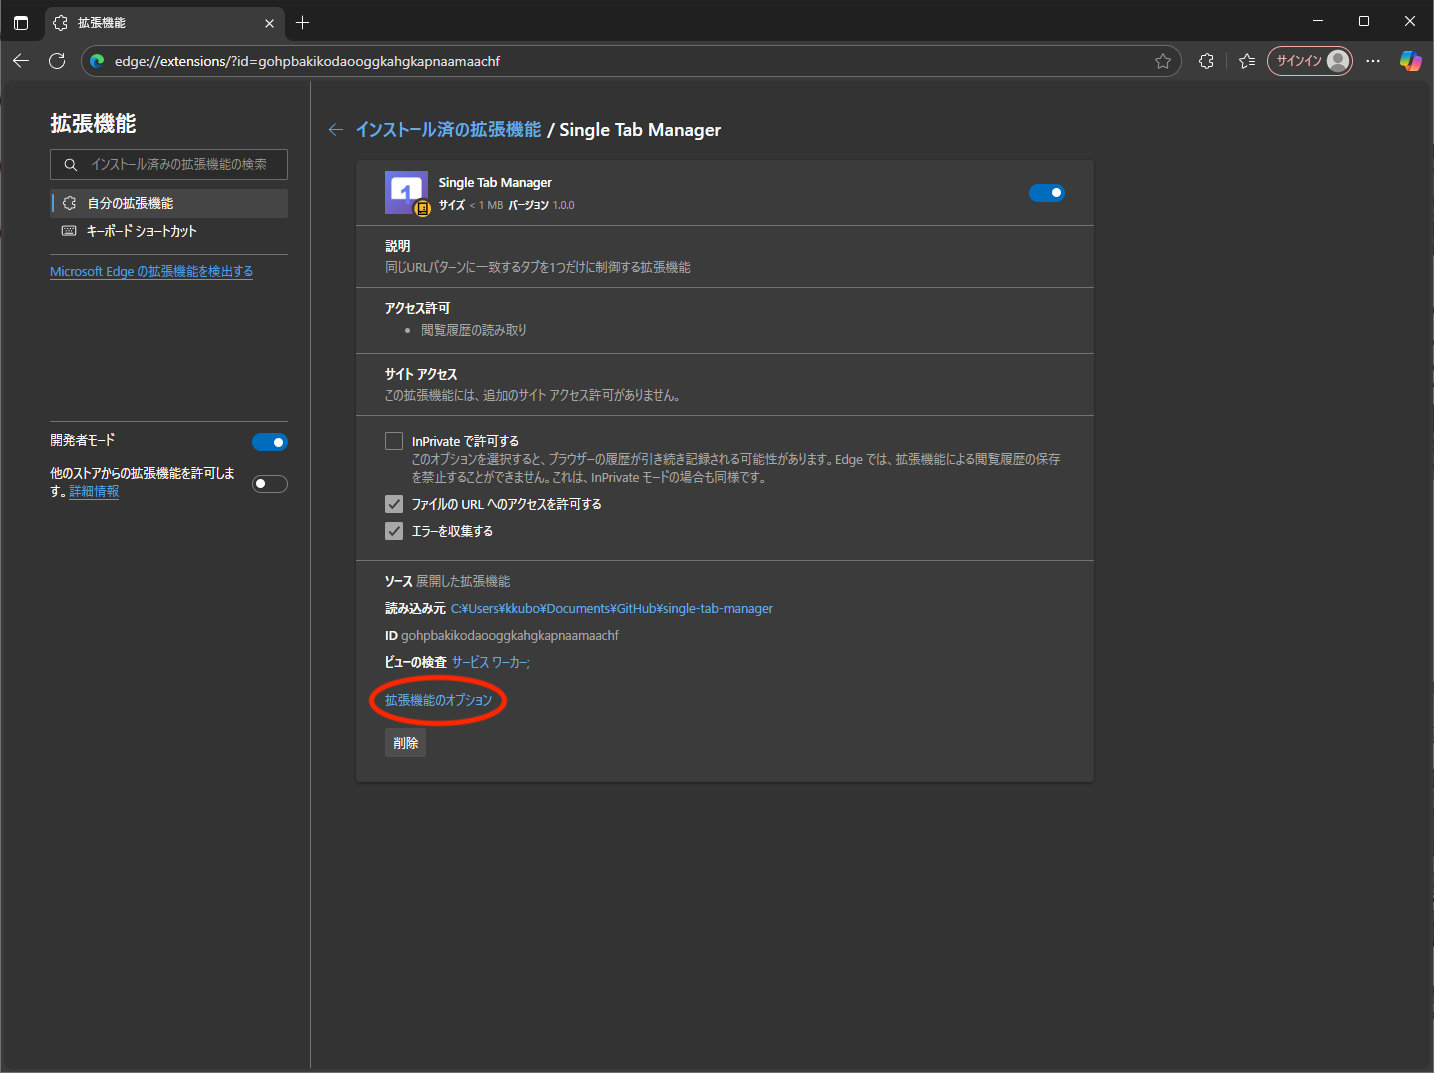 拡張機能
edge://extensions/?id=gohpbakikodaooggkahgkapnaamaachf
サインイン
拡張機能
インストール済みの拡張機能の検索
自分の拡張機能
キーボード ショートカット
Microsoft Edge の拡張機能を検出する
開発者モード
他のストアからの拡張機能を許可しま
す。詳細情報
インストール済の拡張機能 / Single Tab Manager
1
Single Tab Manager
サイズ < 1 MB バージョン 1.0.0
説明
同じURLパターンに一致するタブを1つだけに制御する拡張機能
アクセス許可
• 閲覧履歴の読み取り
サイト アクセス
この拡張機能には、追加のサイト アクセス許可がありません。
InPrivate で許可する
このオプションを選択すると、ブラウザーの履歴が引き続き記録される可能性があります。Edge では、拡張機能による閲覧履歴の保存
を禁止することができません。これは、InPrivate モードの場合も同様です。
ファイルの URL へのアクセスを許可する
エラーを収集する
ソース 展開した拡張機能
読み込み元 C:¥Users¥kkubo¥Documents¥GitHub¥single-tab-manager
ID gohpbakikodaooggkahgkapnaamaachf
ビューの検査 サービス ワーカー;
拡張機能のオプション
削除